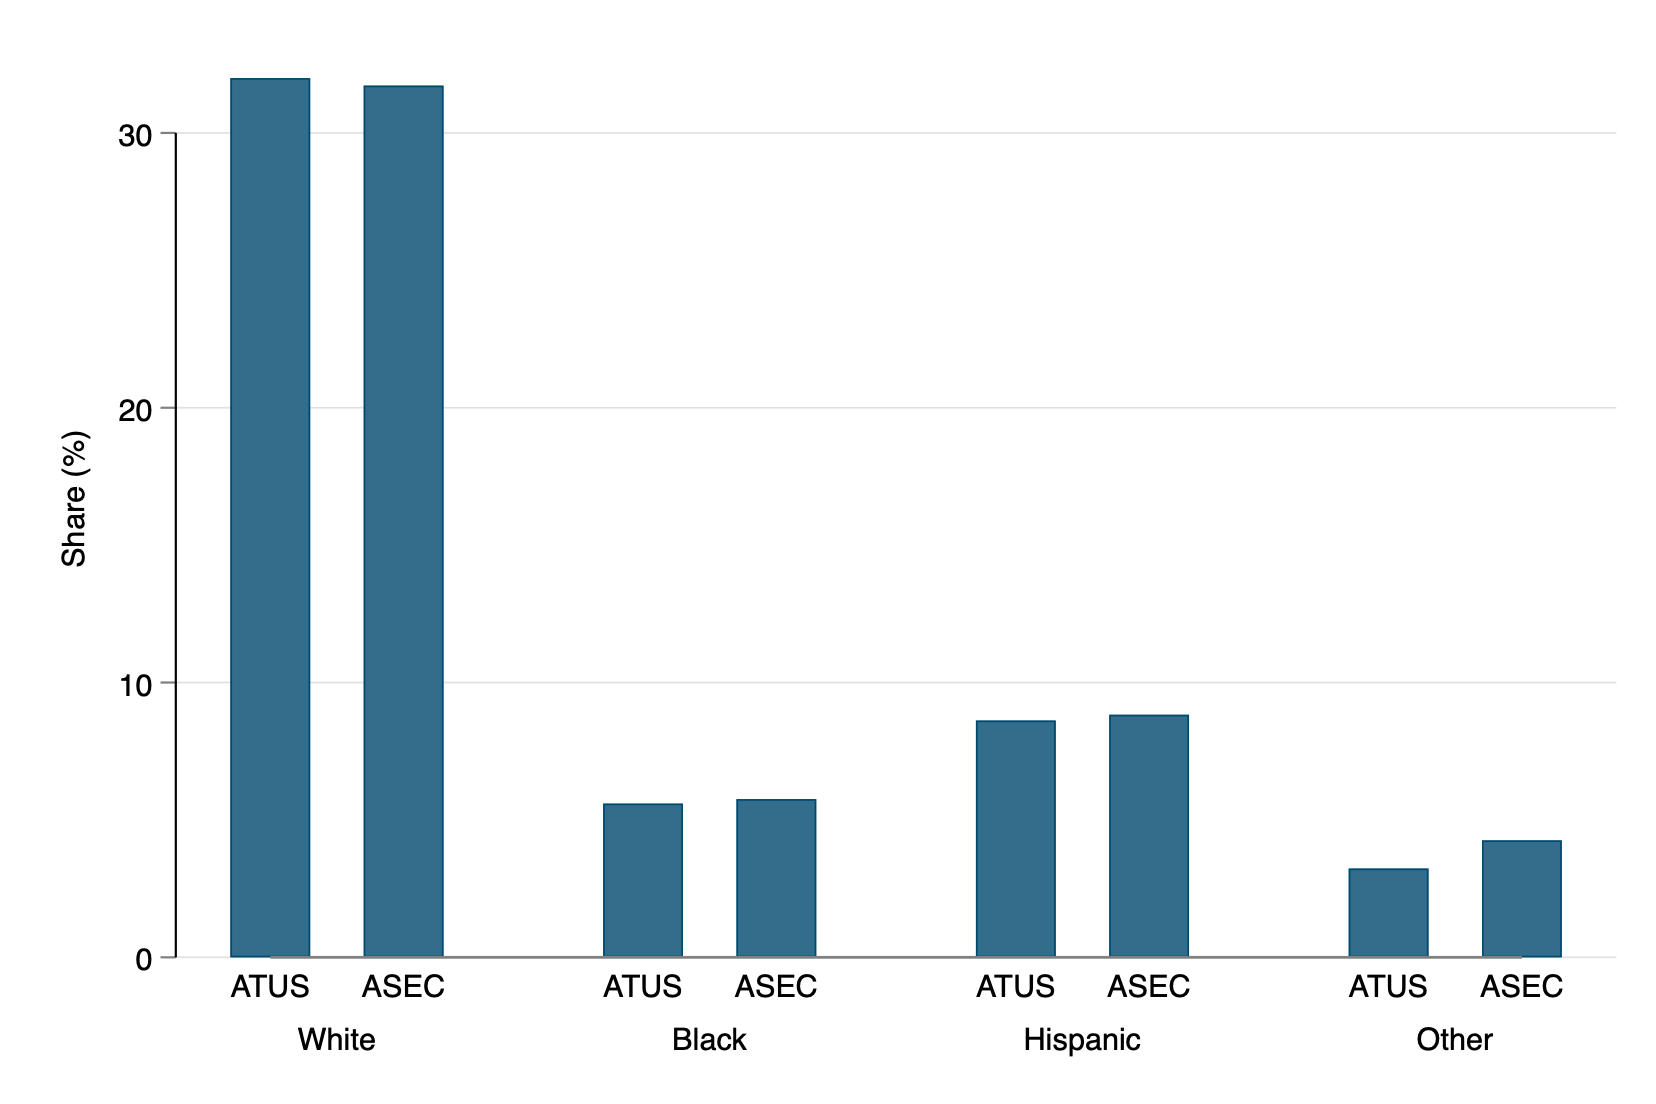 Share (%)
30
20
10
0
ATUS ASEC ATUS ASEC ATUS ASEC ATUS ASEC
White Black Hispanic Other